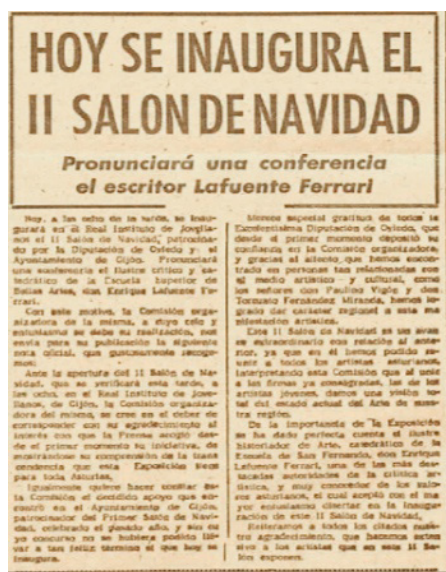 HOY SE INAUGURA EL
II SALON DE NAVIDAD
Pronunciará una conferencia
el escritor Lafuente Ferrari
Hoy, a las ocho de la tarde, se inau-
gurará en el Real Instituto de Jovella-
nos el II Salón de Navidad, patrocina-
do por la Diputación de Oviedo y el
Ayuntamiento de Gijón. Pronunciará
una conferencia el ilustre crítico y ca-
tedrático de la Escuela Superior de
Bellas Artes, don Enrique Lafuente Fe-
rrari.
Con este motivo, la Comisión organi-
zadora de la misma, a cuyo celo y
entusiasmo se debe su realización, nos
envía para su publicación la siguiente
nota oficial, que gustosamente recoge-
mos:
Ante la apertura del II Salón de Na-
vidad, que se verificará esta tarde, a
las ocho, en el Real Instituto de Jove-
llanos, de Gijón, la Comisión organiza-
dora del mismo, se cree en el deber de
corresponder con su agradecimiento al
interés con que la Prensa acogió des-
de el primer momento su iniciativa, de-
mostrándose su comprensión de la
tendencia que esta Exposición tiene
para toda Asturias.
Igualmente quiere hacer constar es-
ta Comisión el decidido apoyo que en-
contró en el Ayuntamiento de Gijón,
patrocinador del Primer Salón de Navi-
dad, celebrado el pasado año, y sin cu-
yo concurso no se hubiera podido lle-
var a tan feliz término el que hoy se
inaugura.
Merece especial gratitud de todos la
Excelentísima Diputación de Oviedo, que
desde el primer momento depositó su
confianza en la Comisión organizadora,
y gracias al afecto que hemos encon-
trado en personas tan relacionadas con
el medio artístico y cultural, como
los señores don Paulino Vigón y don
Torcuato Fernández Miranda, hemos lo-
grado dar carácter regional a esta ma-
nifestación artística.
Este II Salón de Navidad es un avan-
ce extraordinario con relación al ante-
rior, ya que en él hemos podido reu-
nir a todos los artistas asturianos,
interpretando esta Comisión que al unir
a las firmas ya consagradas, las de los
artistas jóvenes, damos una visión to-
tal del estado actual del Arte de nues-
tra región.
De la importancia de la Exposición
se ha dado perfecta cuenta el ilustre
historiador de Arte, catedrático de la
Escuela de San Fernando, don Enrique
Lafuente Ferrari, una de las más des-
tacadas autoridades de la crítica ar-
tística, y muy conocedor de los valo-
res asturianos, el cual aceptó con el ma-
yor entusiasmo disertar en la inaugu-
ración de este II Salón de Navidad.
Reiteramos a todos los citados nues-
tro agradecimiento, que hacemos exten-
sivo a los artistas que en este II Sa-
lón exponen.